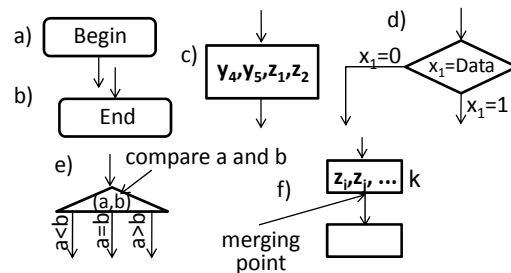 a) Begin
b) End
c) y4,y5,z1,z2
d) x1=Data
x1=0
x1=1
e) compare a and b
(a,b)
a<b
a=b
a>b
f) zi,zj, ... k
merging
point